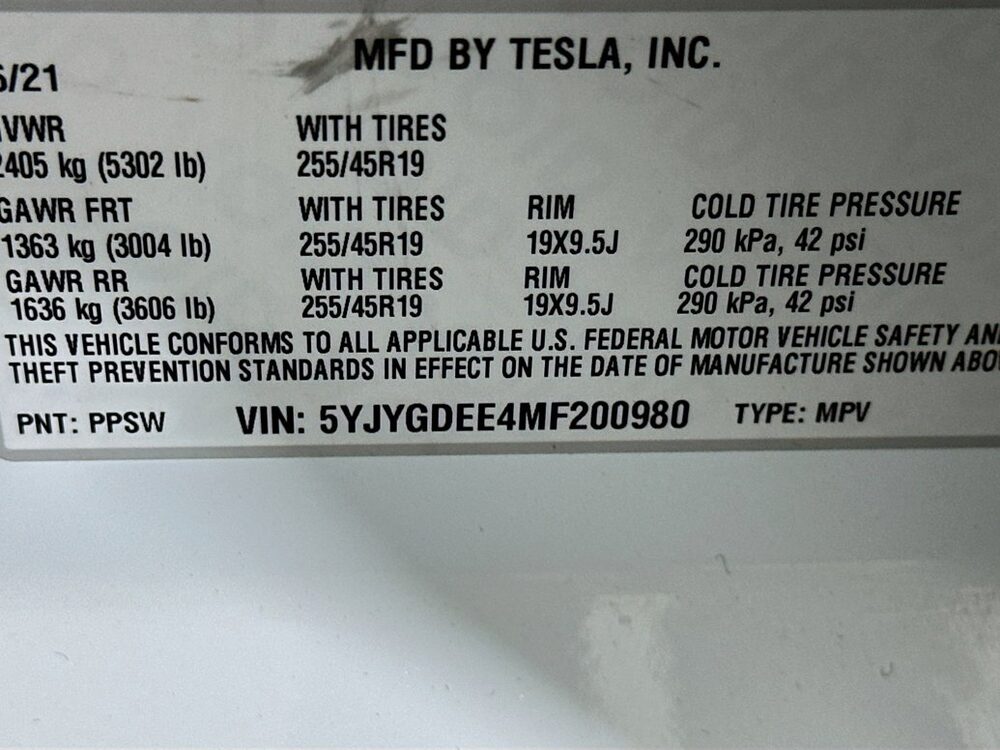 MFD BY TESLA, INC.
/21
VWR WITH TIRES
2405 kg (5302 lb) 255/45R19
GAWR FRT WITH TIRES RIM COLD TIRE PRESSURE
1363 kg (3004 lb) 255/45R19 19X9.5J 290 kPa, 42 psi
GAWR RR WITH TIRES RIM COLD TIRE PRESSURE
1636 kg (3606 lb) 255/45R19 19X9.5J 290 kPa, 42 psi
THIS VEHICLE CONFORMS TO ALL APPLICABLE U.S. FEDERAL MOTOR VEHICLE SAFETY AN
THEFT PREVENTION STANDARDS IN EFFECT ON THE DATE OF MANUFACTURE SHOWN ABO
PNT: PPSW VIN: 5YJYGDEE4MF200980 TYPE: MPV